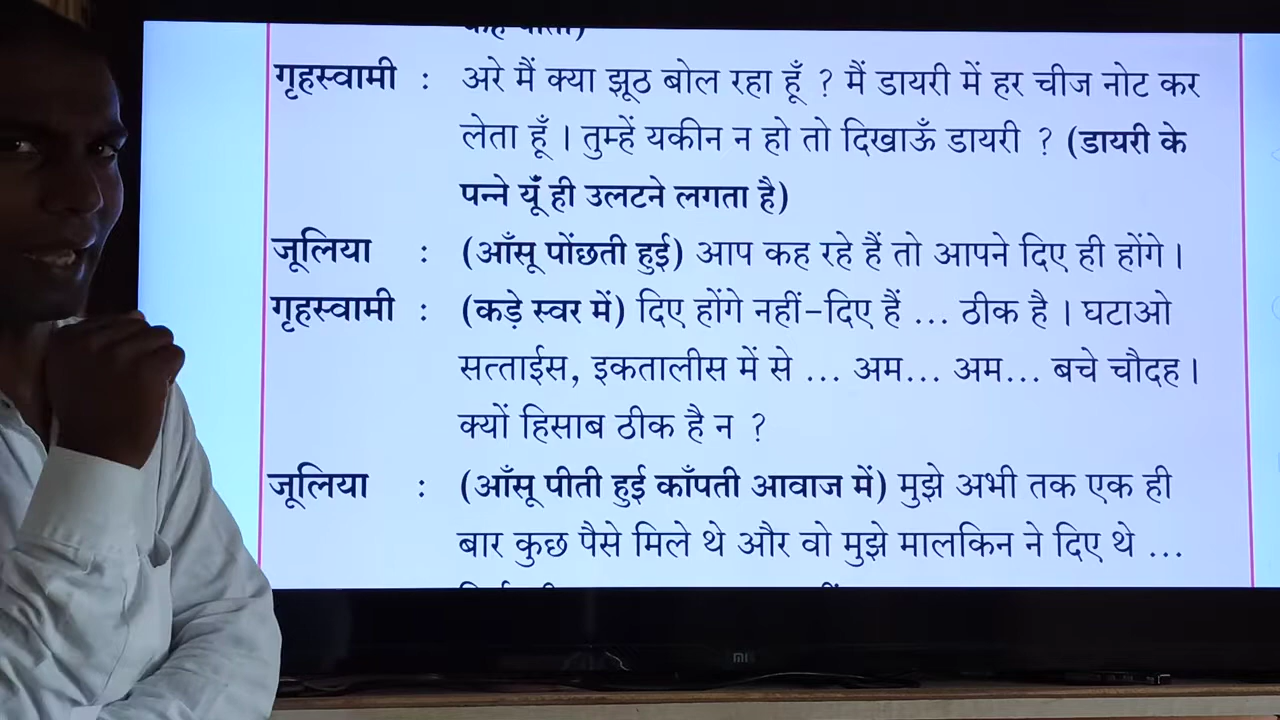 गृहस्वामी : अरे मैं क्या झूठ बोल रहा हूँ ? मैं डायरी में हर चीज नोट कर
लेता हूँ । तुम्हें यकीन न हो तो दिखाऊँ डायरी ? (डायरी के
पन्ने यूँ ही उलटने लगता है)
जूलिया : (आँसू पोंछती हुई) आप कह रहे हैं तो आपने दिए ही होंगे ।
गृहस्वामी : (कड़े स्वर में) दिए होंगे नहीं-दिए हैं ... ठीक है । घटाओ
सत्ताईस, इकतालीस में से ... अम... अम... बचे चौदह ।
क्यों हिसाब ठीक है न ?
जूलिया : (आँसू पीती हुई काँपती आवाज में) मुझे अभी तक एक ही
बार कुछ पैसे मिले थे और वो मुझे मालकिन ने दिए थे ...
mi